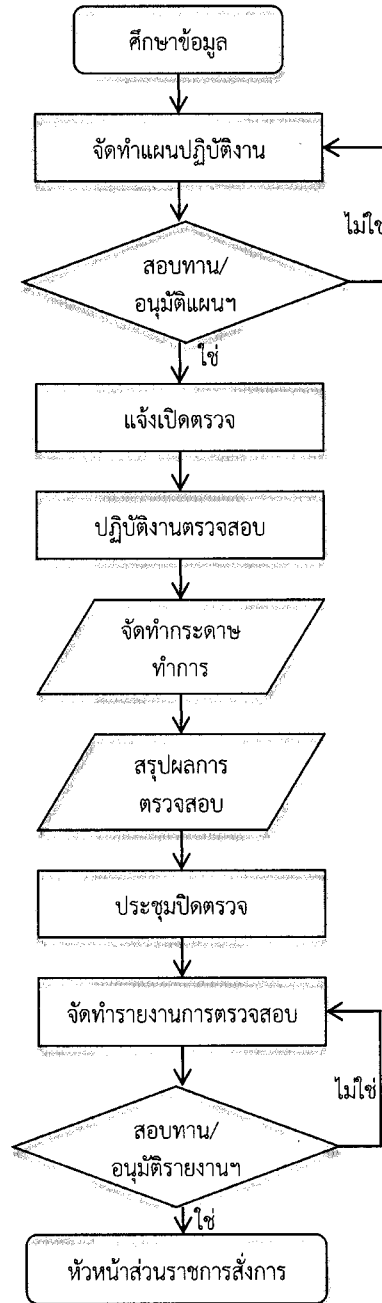 ศึกษาข้อมูล
จัดทำแผนปฏิบัติงาน
ไม่ใช่
สอบทาน/
อนุมัติแผนฯ
ใช่
แจ้งเปิดตรวจ
ปฏิบัติงานตรวจสอบ
จัดทำกระดาษ
ทำการ
สรุปผลการ
ตรวจสอบ
ประชุมปิดตรวจ
จัดทำรายงานการตรวจสอบ
ไม่ใช่
สอบทาน/
อนุมัติรายงานฯ
ใช่
หัวหน้าส่วนราชการสั่งการ